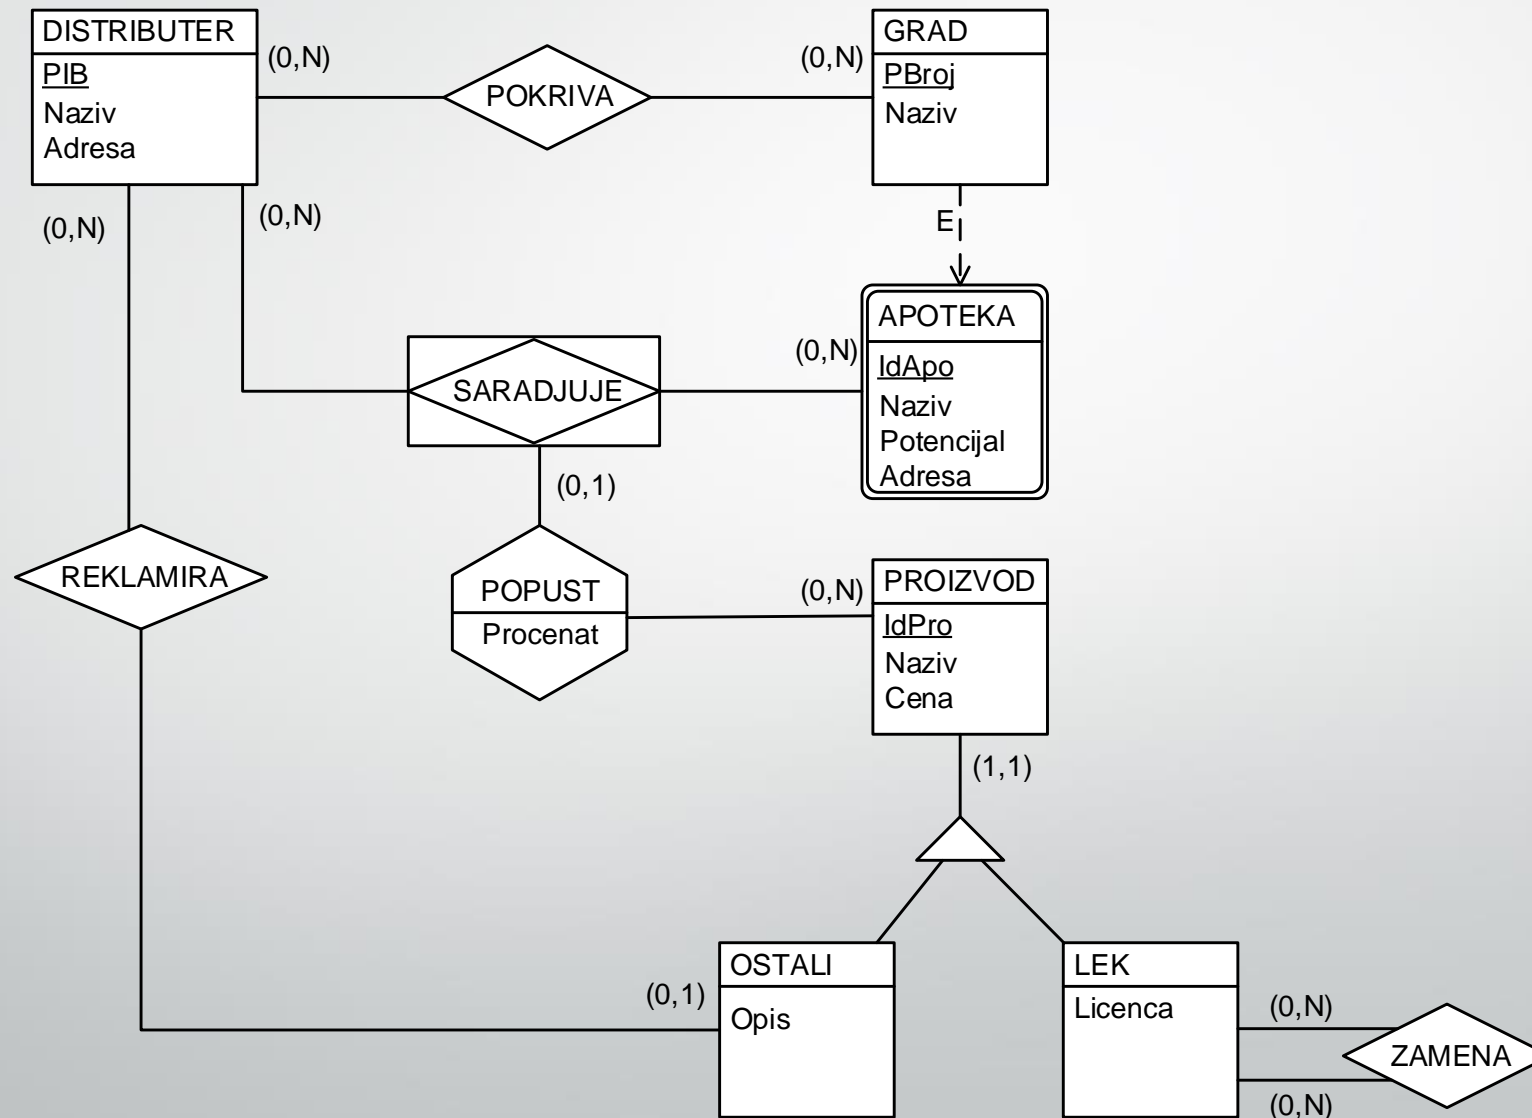 DISTRIBUTER
PIB
Naziv
Adresa
(0,N)
POKRIVA
(0,N)
GRAD
PBroj
Naziv
(0,N)
(0,N)
E
APOTEKA
IdApo
Naziv
Potencijal
Adresa
(0,N)
SARADJUJE
(0,1)
REKLAMIRA
POPUST
Procenat
(0,N)
PROIZVOD
IdPro
Naziv
Cena
(1,1)
OSTALI
Opis
(0,1)
LEK
Licenca
(0,N)
ZAMENA
(0,N)